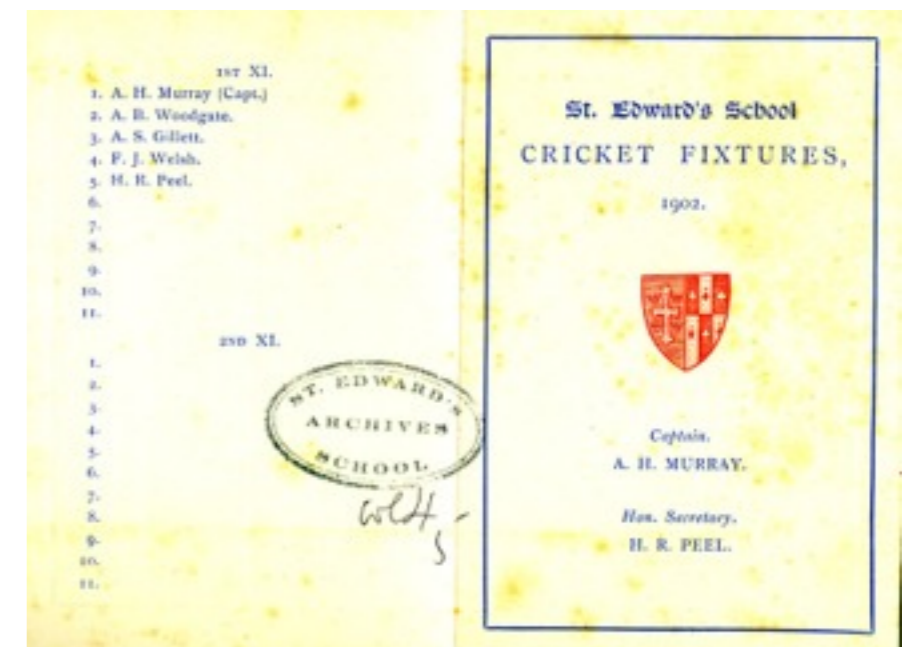 1ST XI.
1. A. H. Murray (Capt.)
2. A. B. Woodgate.
3. A. S. Gillett.
4. F. J. Welsh.
5. H. R. Peel.
6.
7.
8.
9.
10.
11.
2ND XI.
1.
2.
3.
4.
5.
6.
7.
8.
9.
10.
11.
ST. EDWARD'S
ARCHIVES
SCHOOL
St. Edward's School
CRICKET FIXTURES,
1902.
Captain.
A. H. MURRAY.
Hon. Secretary.
H. R. PEEL.